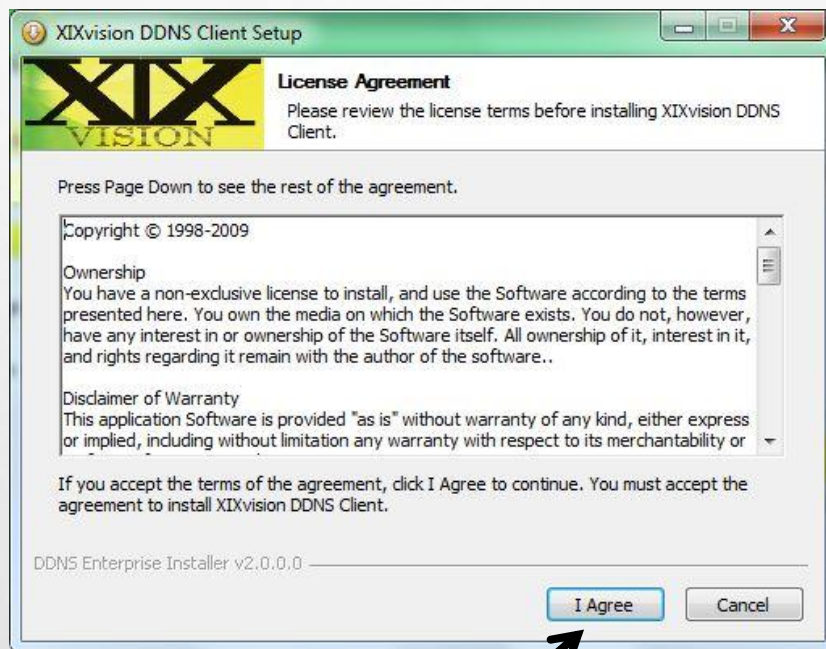 XIXvision DDNS Client Setup
XIX
VISION
License Agreement
Please review the license terms before installing XIXvision DDNS
Client.
Press Page Down to see the rest of the agreement.
Copyright © 1998-2009
Ownership
You have a non-exclusive license to install, and use the Software according to the terms
presented here. You own the media on which the Software exists. You do not, however,
have any interest in or ownership of the Software itself. All ownership of it, interest in it,
and rights regarding it remain with the author of the software..
Disclaimer of Warranty
This application Software is provided "as is" without warranty of any kind, either express
or implied, including without limitation any warranty with respect to its merchantability or
If you accept the terms of the agreement, click I Agree to continue. You must accept the
agreement to install XIXvision DDNS Client.
DDNS Enterprise Installer v2.0.0.0
I Agree
Cancel